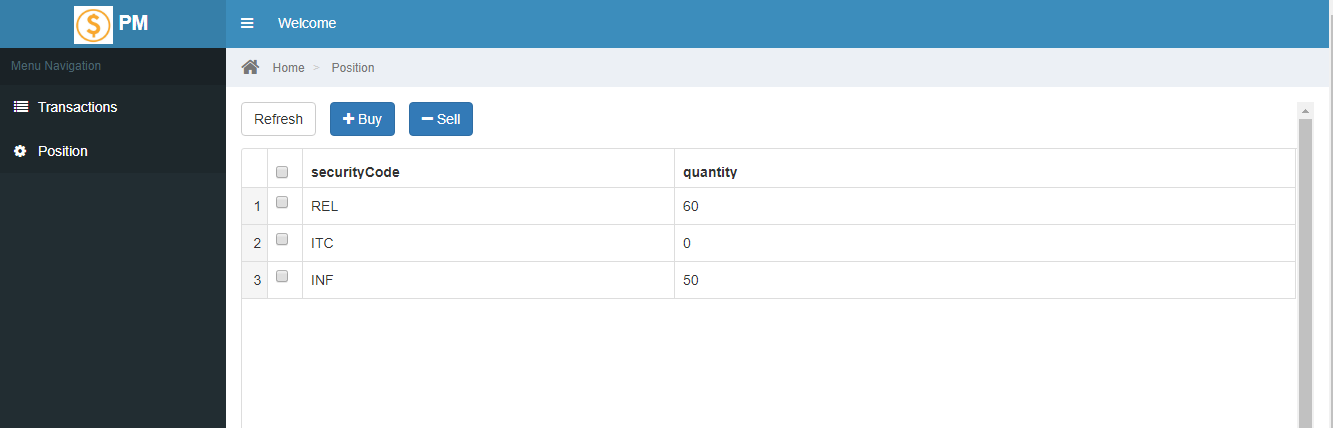 PM
Welcome
Menu Navigation
Home > Position
Transactions
Refresh
Buy
Sell
Position
securityCode quantity
1 REL 60
2 ITC 0
3 INF 50